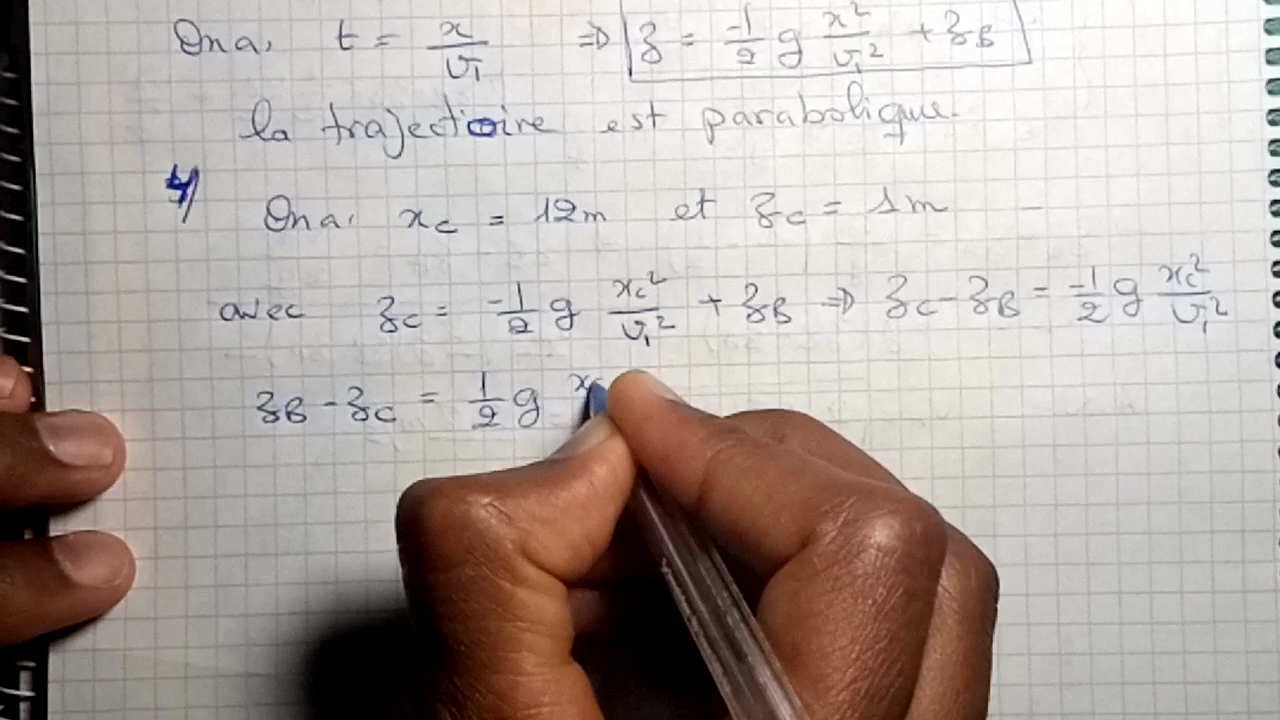 On a, t = x/v₁ ⇒ z = -1/2 g x²/v₁² + zB
la trajectoire est parabolique.
4/ On a, xc = 12m et zc = 1m
avec zc = -1/2 g xc²/v₁² + zB ⇒ zc - zB = -1/2 g xc²/v₁²
zB - zc = 1/2 g x